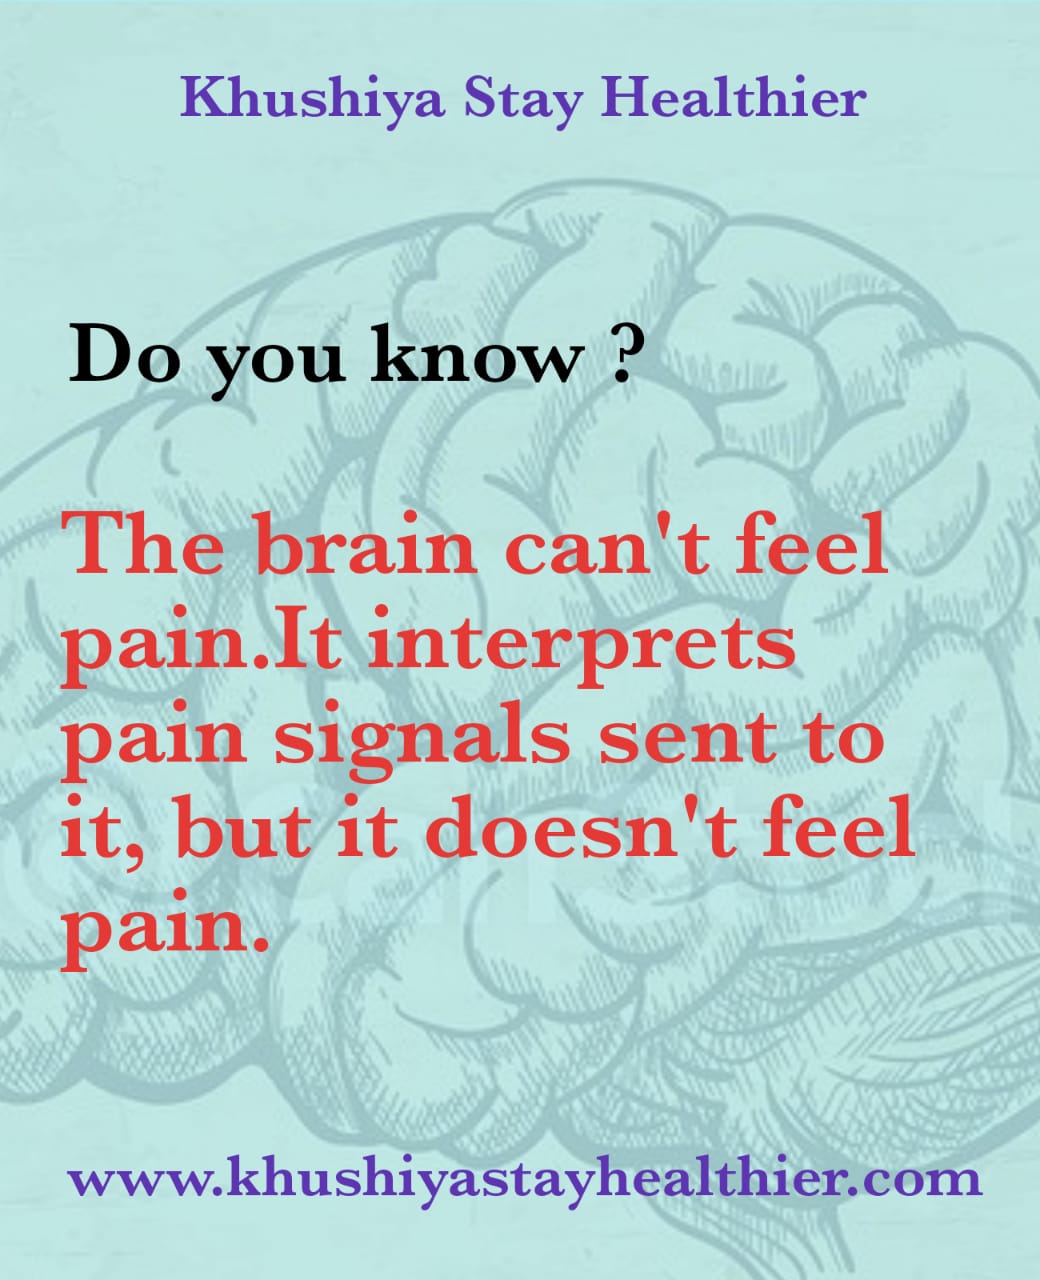 Khushiya Stay Healthier
Do you know ?
The brain can't feel
pain.It interprets
pain signals sent to
it, but it doesn't feel
pain.
www.khushiyastayhealthier.com